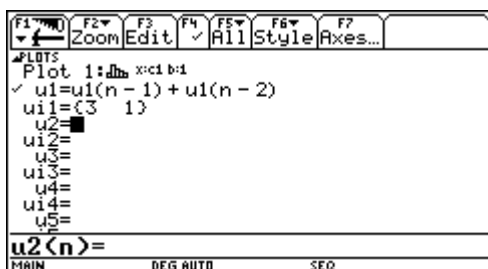 F1 F2 F3 F4 F5 F6 F7
Zoom Edit ✓ All Style Axes...
PLOTS
Plot 1: x:c1 b:1
✓ u1=u1(n - 1) + u1(n - 2)
ui1={3 1}
u2=
ui2=
u3=
ui3=
u4=
ui4=
u5=
u2(n)=
MAIN DEG AUTO SEQ